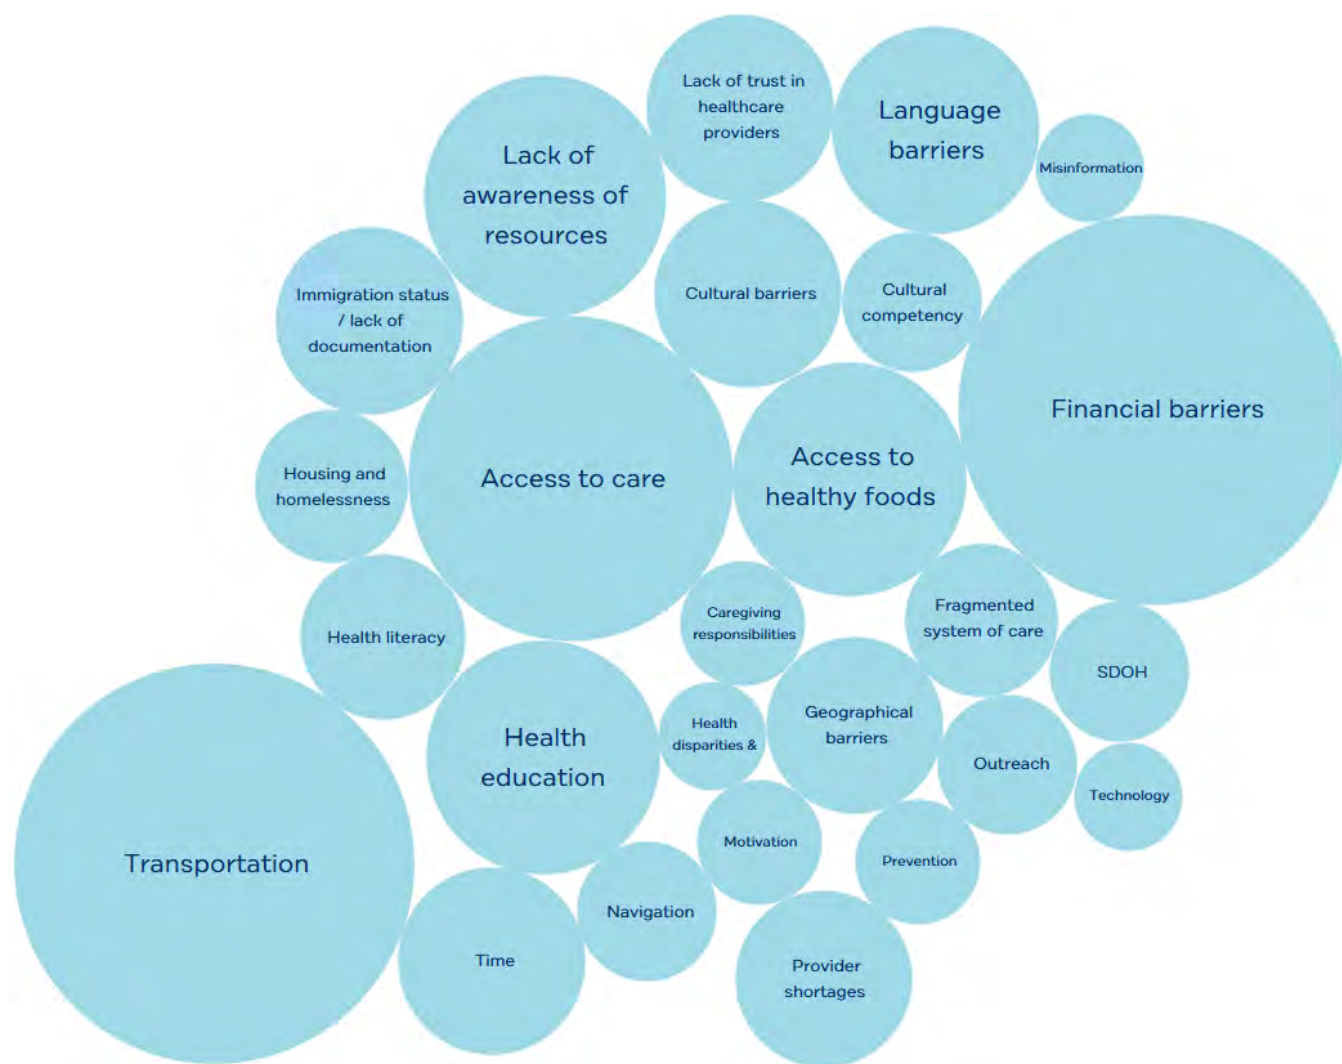 Lack of trust in
healthcare
providers
Language
barriers
Misinformation
Lack of
awareness of
resources
Immigration status
/ lack of
documentation
Cultural barriers
Cultural
competency
Financial barriers
Housing and
homelessness
Access to care
Access to
healthy foods
Health literacy
Caregiving
responsibilities
Fragmented
system of care
SDOH
Transportation
Health
education
Health
disparities &
Geographical
barriers
Outreach
Technology
Motivation
Prevention
Time
Navigation
Provider
shortages